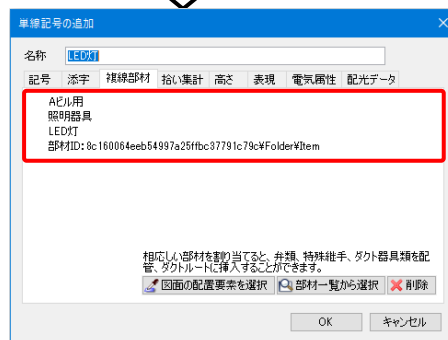 単線記号の追加
名称 LED灯
記号 添字 複線部材 拾い集計 高さ 表現 電気属性 配光データ
Aビル用
照明器具
LED灯
部材ID: 8c160064eeb54997a25ffbc37791c79c¥Folder¥Item
相応しい部材を割り当てると、弁類、特殊継手、ダクト器具類を配
管、ダクトルートに挿入することができます。
図面の配置要素を選択 部材一覧から選択 削除
OK キャンセル